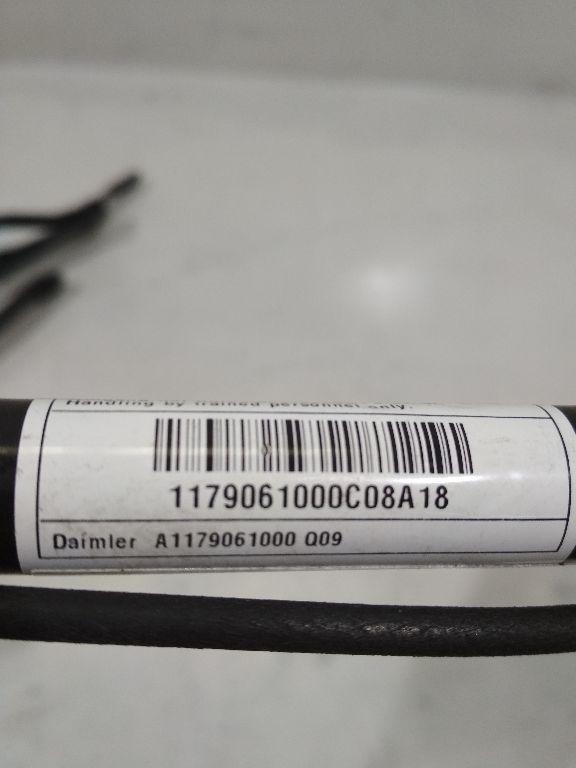 Handling by trained personnel only.
1179061000C08A18
Daimler A1179061000 Q09